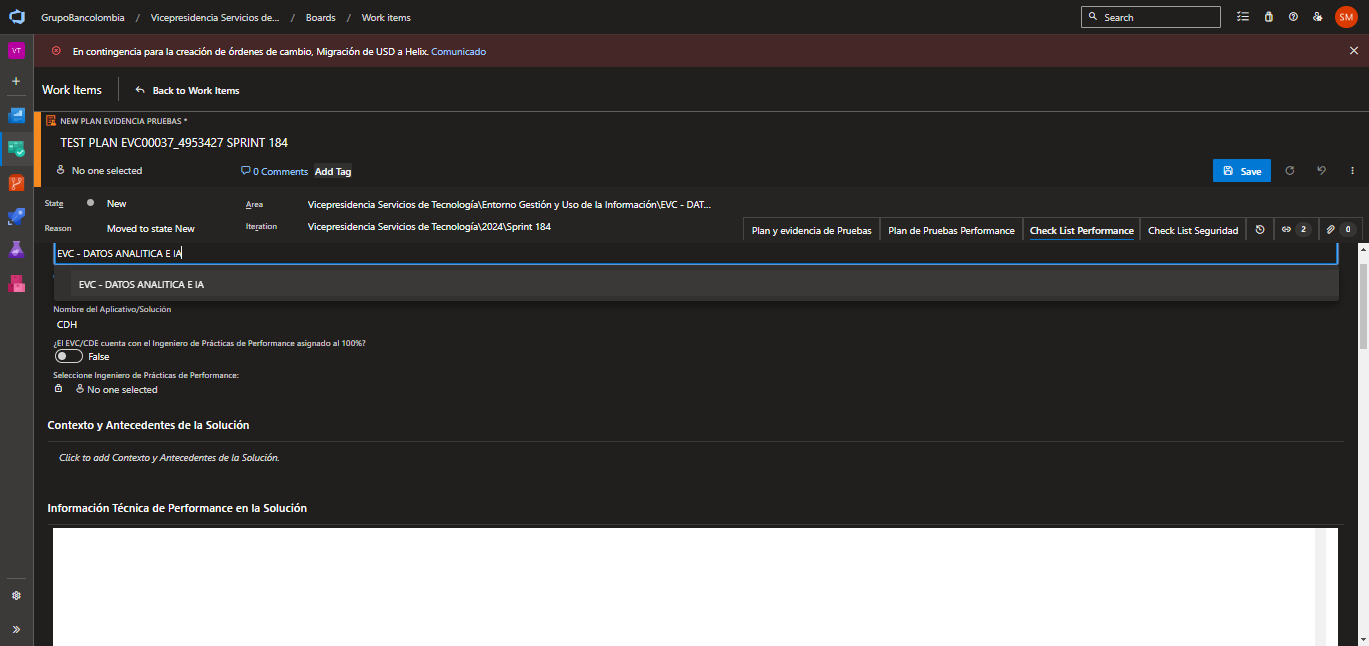 GrupoBancolombia / Vicepresidencia Servicios de... / Boards / Work items
Search
SM
VT
En contingencia para la creación de órdenes de cambio, Migración de USD a Helix. Comunicado
Work Items
Back to Work Items
NEW PLAN EVIDENCIA PRUEBAS *
TEST PLAN EVC00037_4953427 SPRINT 184
No one selected
0 Comments
Add Tag
Save
State
New
Area
Vicepresidencia Servicios de Tecnología\Entorno Gestión y Uso de la Información\EVC - DAT...
Reason
Moved to state New
Iteration
Vicepresidencia Servicios de Tecnología\2024\Sprint 184
Plan y evidencia de Pruebas
Plan de Pruebas Performance
Check List Performance
Check List Seguridad
2
0
EVC - DATOS ANALITICA E IA
EVC - DATOS ANALITICA E IA
Nombre del Aplicativo/Solución
CDH
¿El EVC/CDE cuenta con el Ingeniero de Prácticas de Performance asignado al 100%?
False
Seleccione Ingeniero de Prácticas de Performance:
No one selected
Contexto y Antecedentes de la Solución
Click to add Contexto y Antecedentes de la Solución.
Información Técnica de Performance en la Solución